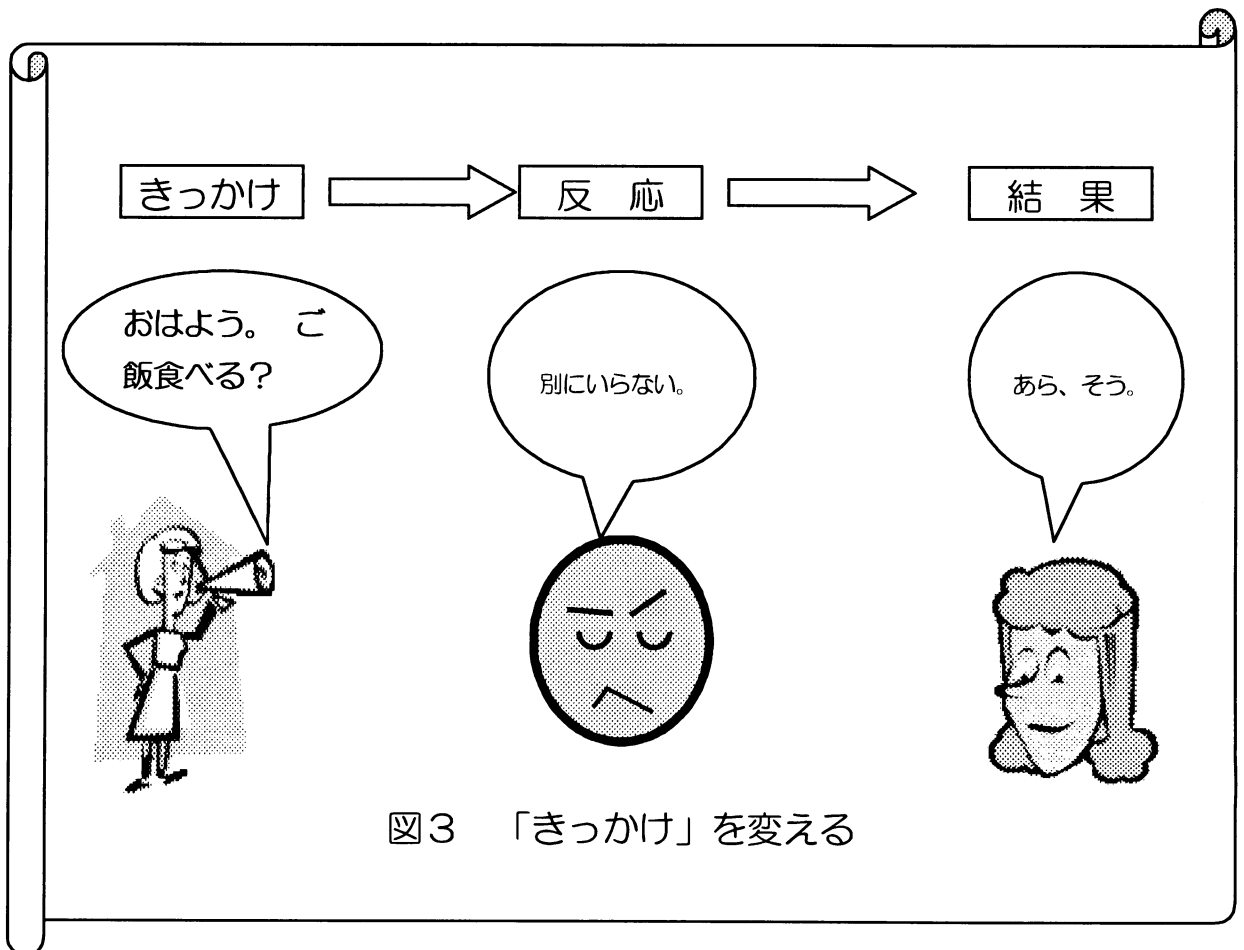 きっかけ
反　応
結　果
おはよう。　ご
飯食べる？
別にいらない。
あら、そう。
図３　「きっかけ」を変える